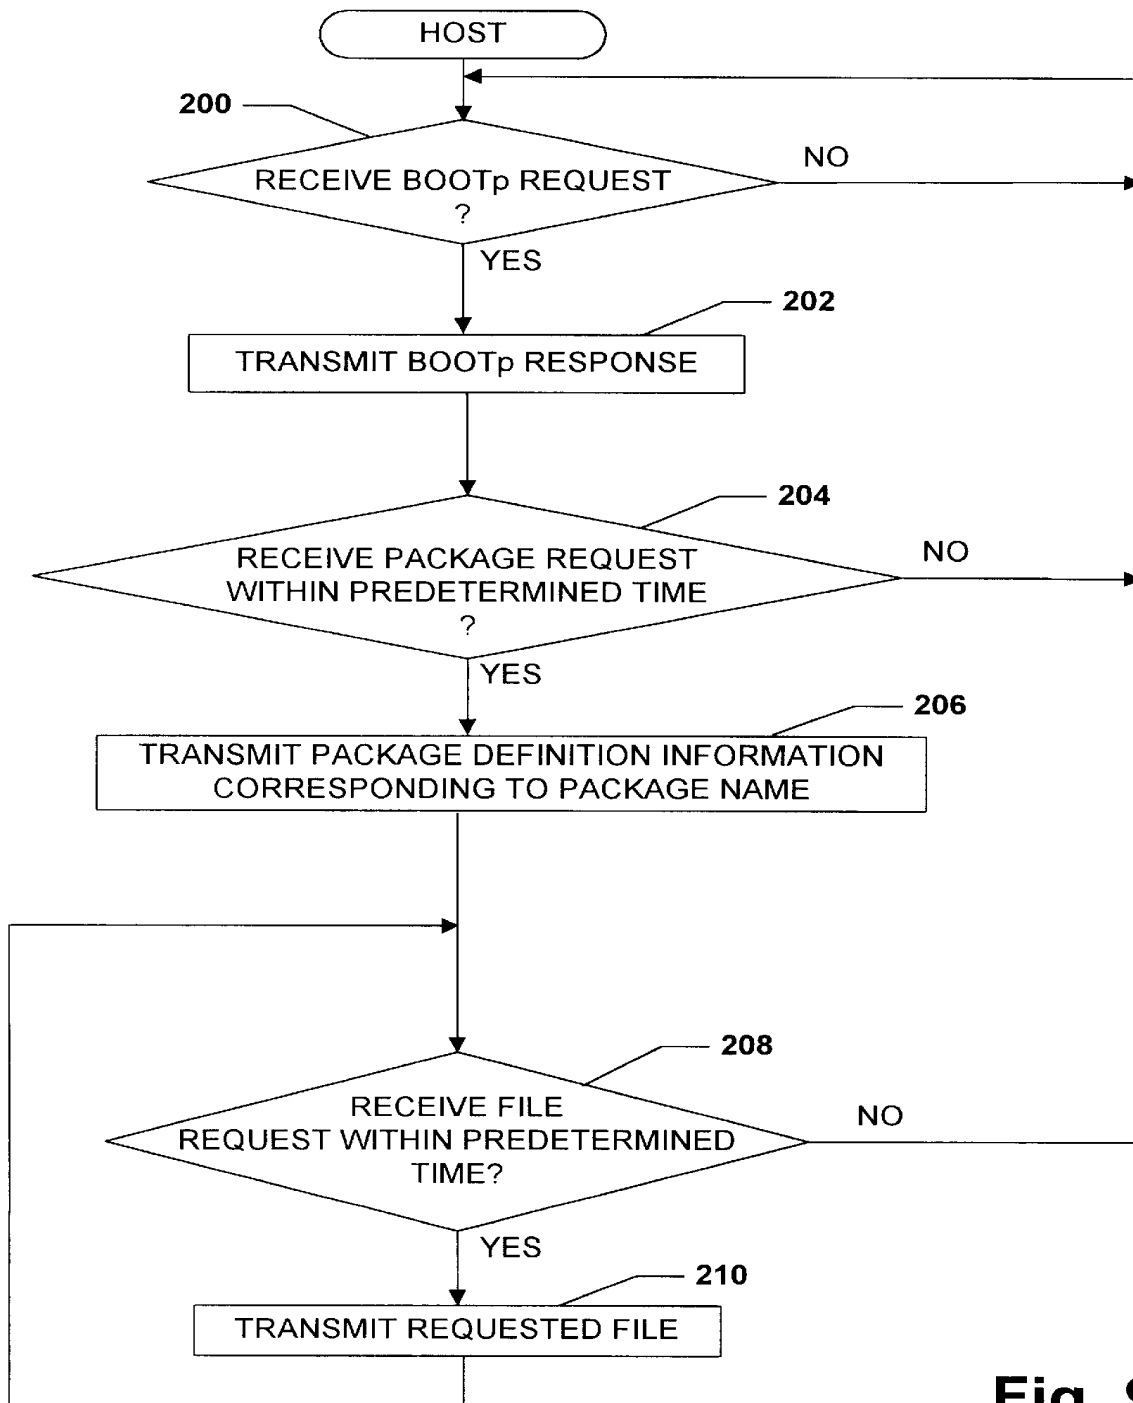 HOST
200
RECEIVE BOOTp REQUEST
?
NO
YES
202
TRANSMIT BOOTp RESPONSE
204
RECEIVE PACKAGE REQUEST
WITHIN PREDETERMINED TIME
?
NO
YES
206
TRANSMIT PACKAGE DEFINITION INFORMATION
CORRESPONDING TO PACKAGE NAME
208
RECEIVE FILE
REQUEST WITHIN PREDETERMINED
TIME?
NO
YES
210
TRANSMIT REQUESTED FILE
Fig.